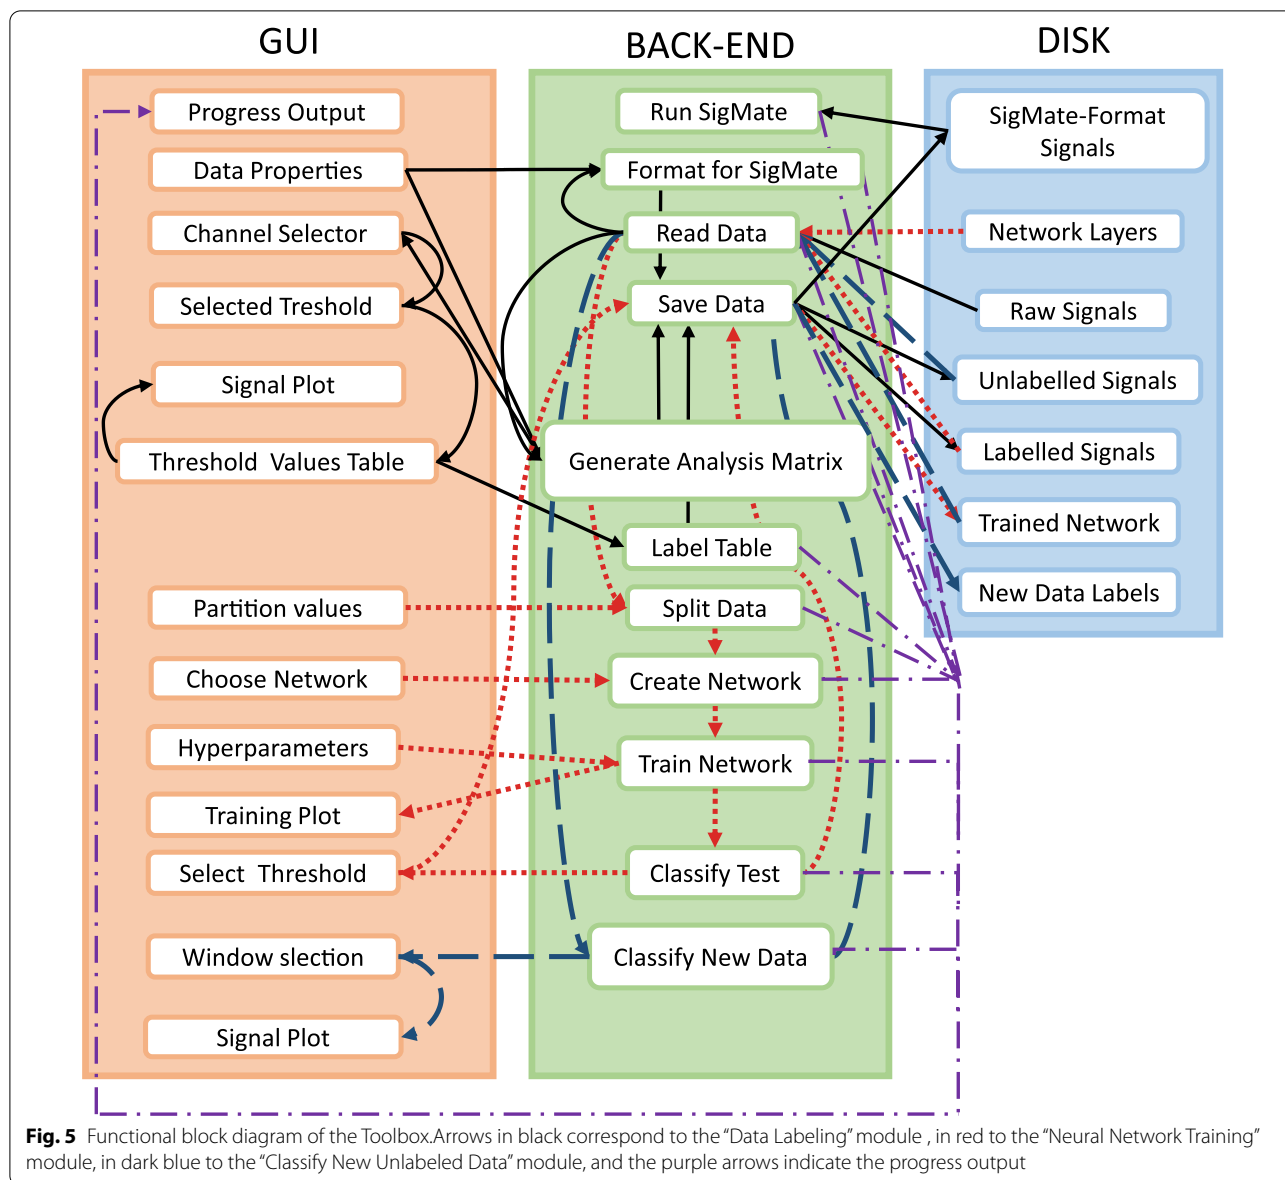 GUI
BACK-END
DISK
Progress Output
Data Properties
Channel Selector
Selected Treshold
Signal Plot
Threshold Values Table
Partition values
Choose Network
Hyperparameters
Training Plot
Select Threshold
Window slection
Signal Plot
Run SigMate
Format for SigMate
Read Data
Save Data
Generate Analysis Matrix
Label Table
Split Data
Create Network
Train Network
Classify Test
Classify New Data
SigMate-Format
Signals
Network Layers
Raw Signals
Unlabelled Signals
Labelled Signals
Trained Network
New Data Labels
Fig. 5 Functional block diagram of the Toolbox.Arrows in black correspond to the “Data Labeling” module , in red to the “Neural Network Training”
module, in dark blue to the “Classify New Unlabeled Data” module, and the purple arrows indicate the progress output